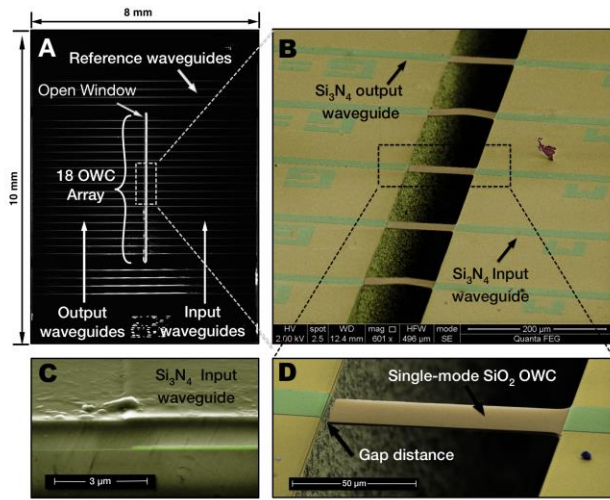 8 mm
A
Reference waveguides
Open Window
18 OWC
Array
10 mm
Output
waveguides
Input
waveguides
B
Si₃N₄ output
waveguide
Si₃N₄ Input
waveguide
HV spot WD mag HFW mode
2.00 kV 2.5 12.4 mm 601 x 496 µm SE
200 µm
Quanta FEG
C
Si₃N₄ Input
waveguide
3 µm
D
Single-mode SiO₂ OWC
Gap distance
50 µm